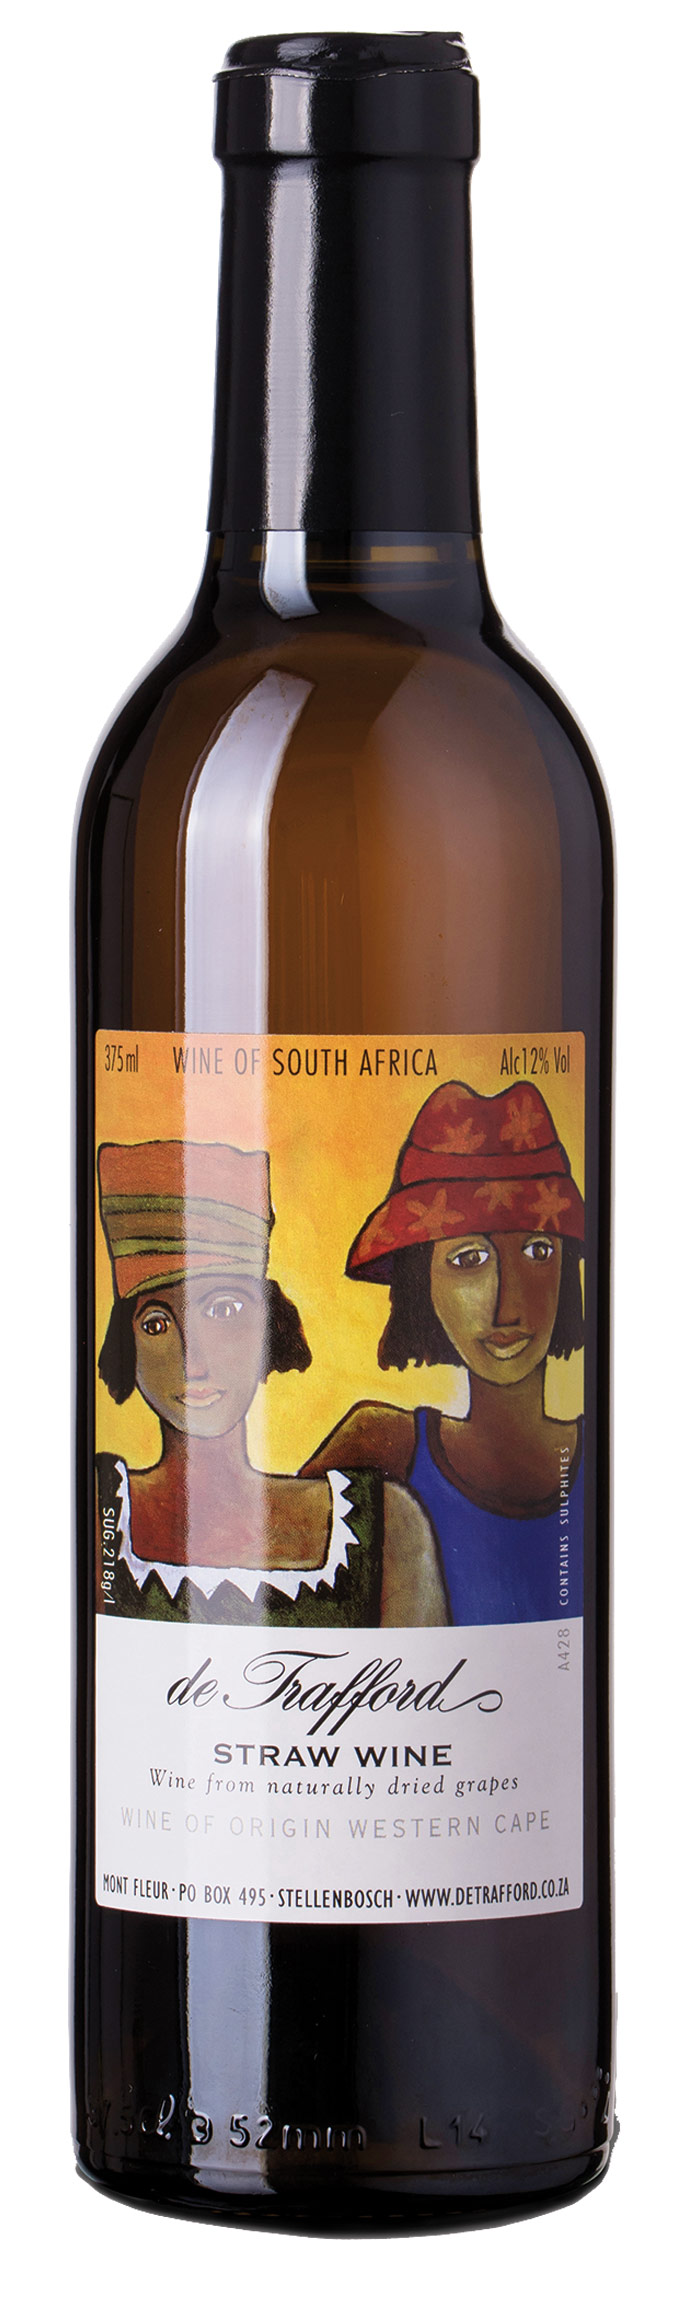 375ml WINE OF SOUTH AFRICA Alc12% Vol
SUG.218g/l
CONTAINS SULPHITES
A428
de Trafford
STRAW WINE
Wine from naturally dried grapes
WINE OF ORIGIN WESTERN CAPE
MONT FLEUR · PO BOX 495 · STELLENBOSCH · WWW.DETRAFFORD.CO.ZA
52mm L14